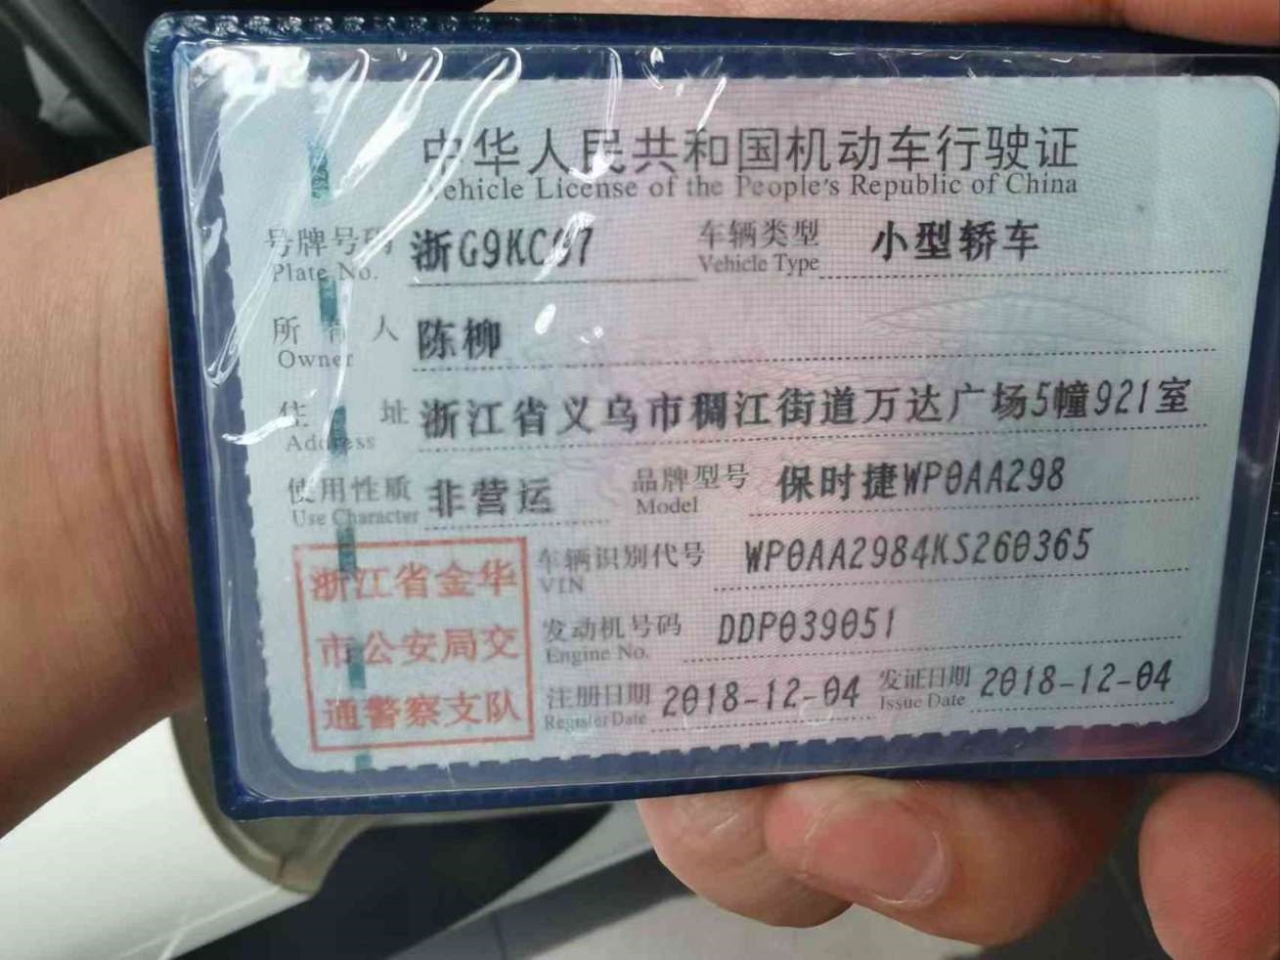 中华人民共和国机动车行驶证
Vehicle License of the People's Republic of China
号牌号码 浙G9KC07 车辆类型 小型轿车
Plate No. Vehicle Type
所有人 陈柳
Owner
住址 浙江省义乌市稠江街道万达广场5幢921室
Address
使用性质 非营运 品牌型号 保时捷WP0AA298
Use Character Model
浙江省金华 车辆识别代号 WP0AA2984KS260365
VIN
市公安局交 发动机号码 DDP039051
Engine No.
通警察支队 注册日期 2018-12-04 发证日期 2018-12-04
Register Date Issue Date